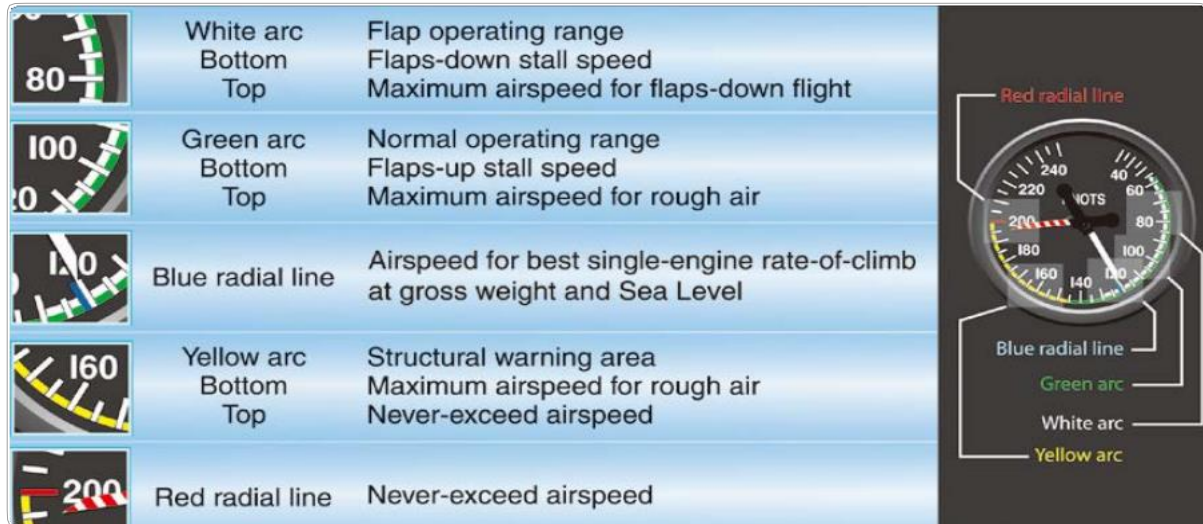 80
White arc Flap operating range
Bottom Flaps-down stall speed
Top Maximum airspeed for flaps-down flight
100
20
Green arc Normal operating range
Bottom Flaps-up stall speed
Top Maximum airspeed for rough air
120
Blue radial line Airspeed for best single-engine rate-of-climb
at gross weight and Sea Level
160
Yellow arc Structural warning area
Bottom Maximum airspeed for rough air
Top Never-exceed airspeed
200
Red radial line Never-exceed airspeed
Red radial line
240
40
220
60
NOTS
200
80
180
100
160
140
120
Blue radial line
Green arc
White arc
Yellow arc